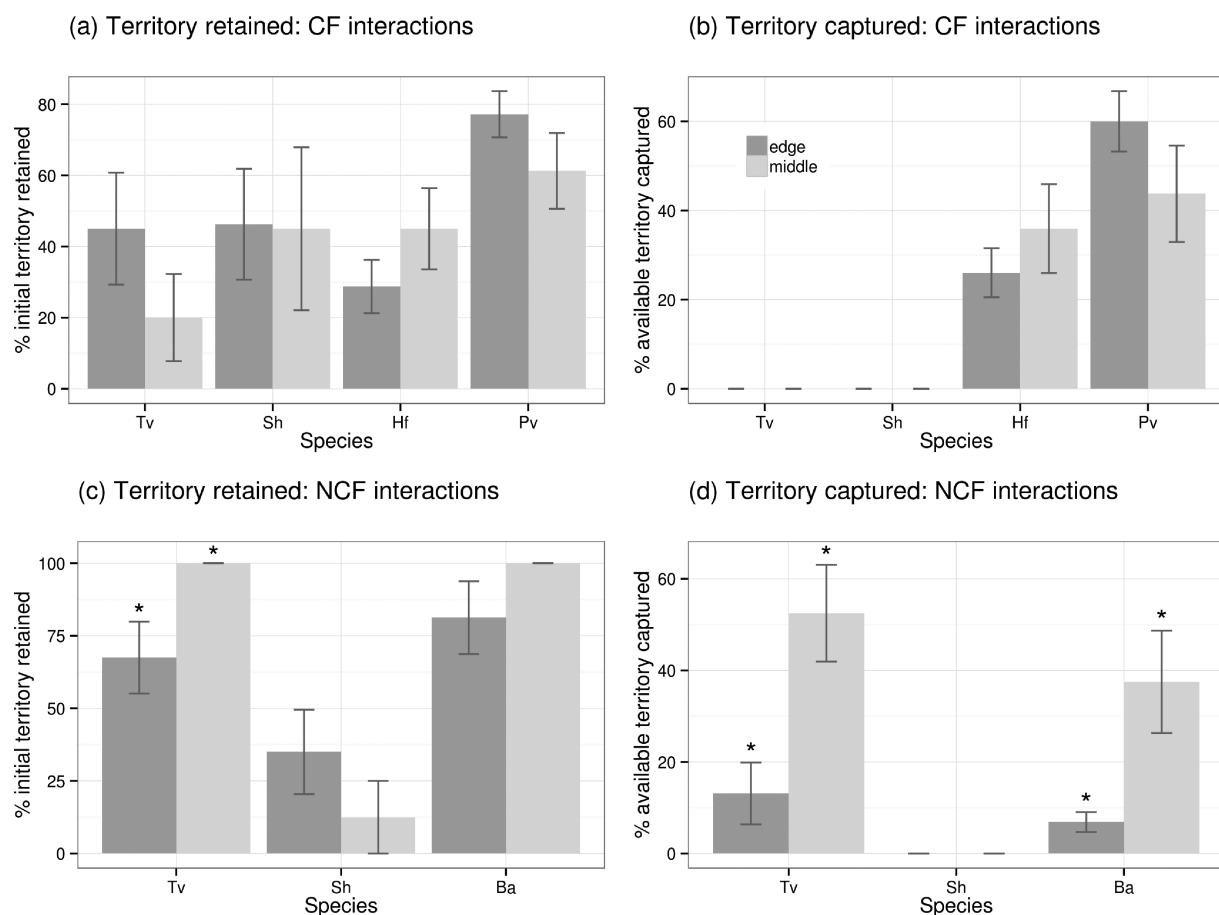 (a) Territory retained: CF interactions
% initial territory retained
80
60
40
20
0
Tv Sh Hf Pv
Species
(b) Territory captured: CF interactions
% available territory captured
60
40
20
0
edge
middle
Tv Sh Hf Pv
Species
(c) Territory retained: NCF interactions
% initial territory retained
100
75
50
25
0
* *
Tv Sh Ba
Species
(d) Territory captured: NCF interactions
% available territory captured
60
40
20
0
* * * *
Tv Sh Ba
Species